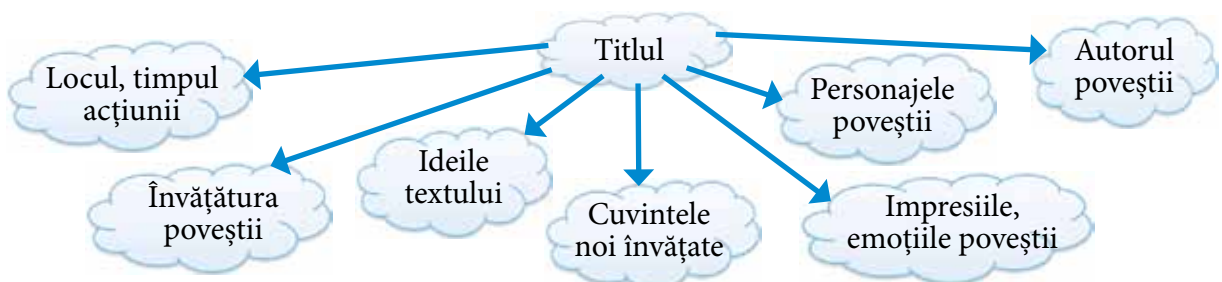 Titlul
Locul, timpul
acțiunii
Învățătura
poveștii
Ideile
textului
Cuvintele
noi învățate
Impresiile,
emoțiile poveștii
Personajele
poveștii
Autorul
poveștii